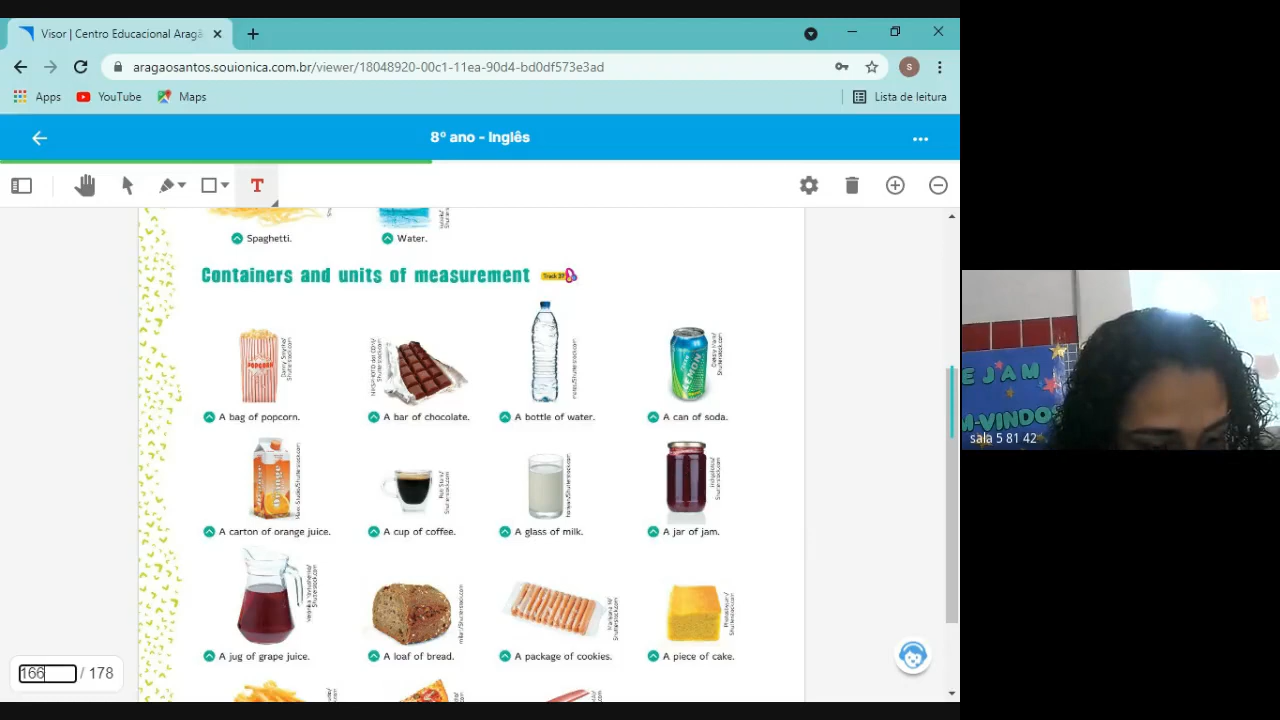 Visor | Centro Educacional Aragã
aragaosantos.souionica.com.br/viewer/18048920-00c1-11ea-90d4-bd0df573e3ad
S
Apps YouTube Maps Lista de leitura
8º ano - Inglês
T
Spaghetti. Water.
Containers and units of measurement
POPCORN
LEMON
A bag of popcorn. A bar of chocolate. A bottle of water. A can of soda.
A carton of orange juice. A cup of coffee. A glass of milk. A jar of jam.
A jug of grape juice. A loaf of bread. A package of cookies. A piece of cake.
166 / 178
E J A M
M-VINDOS
sala 5 81 42